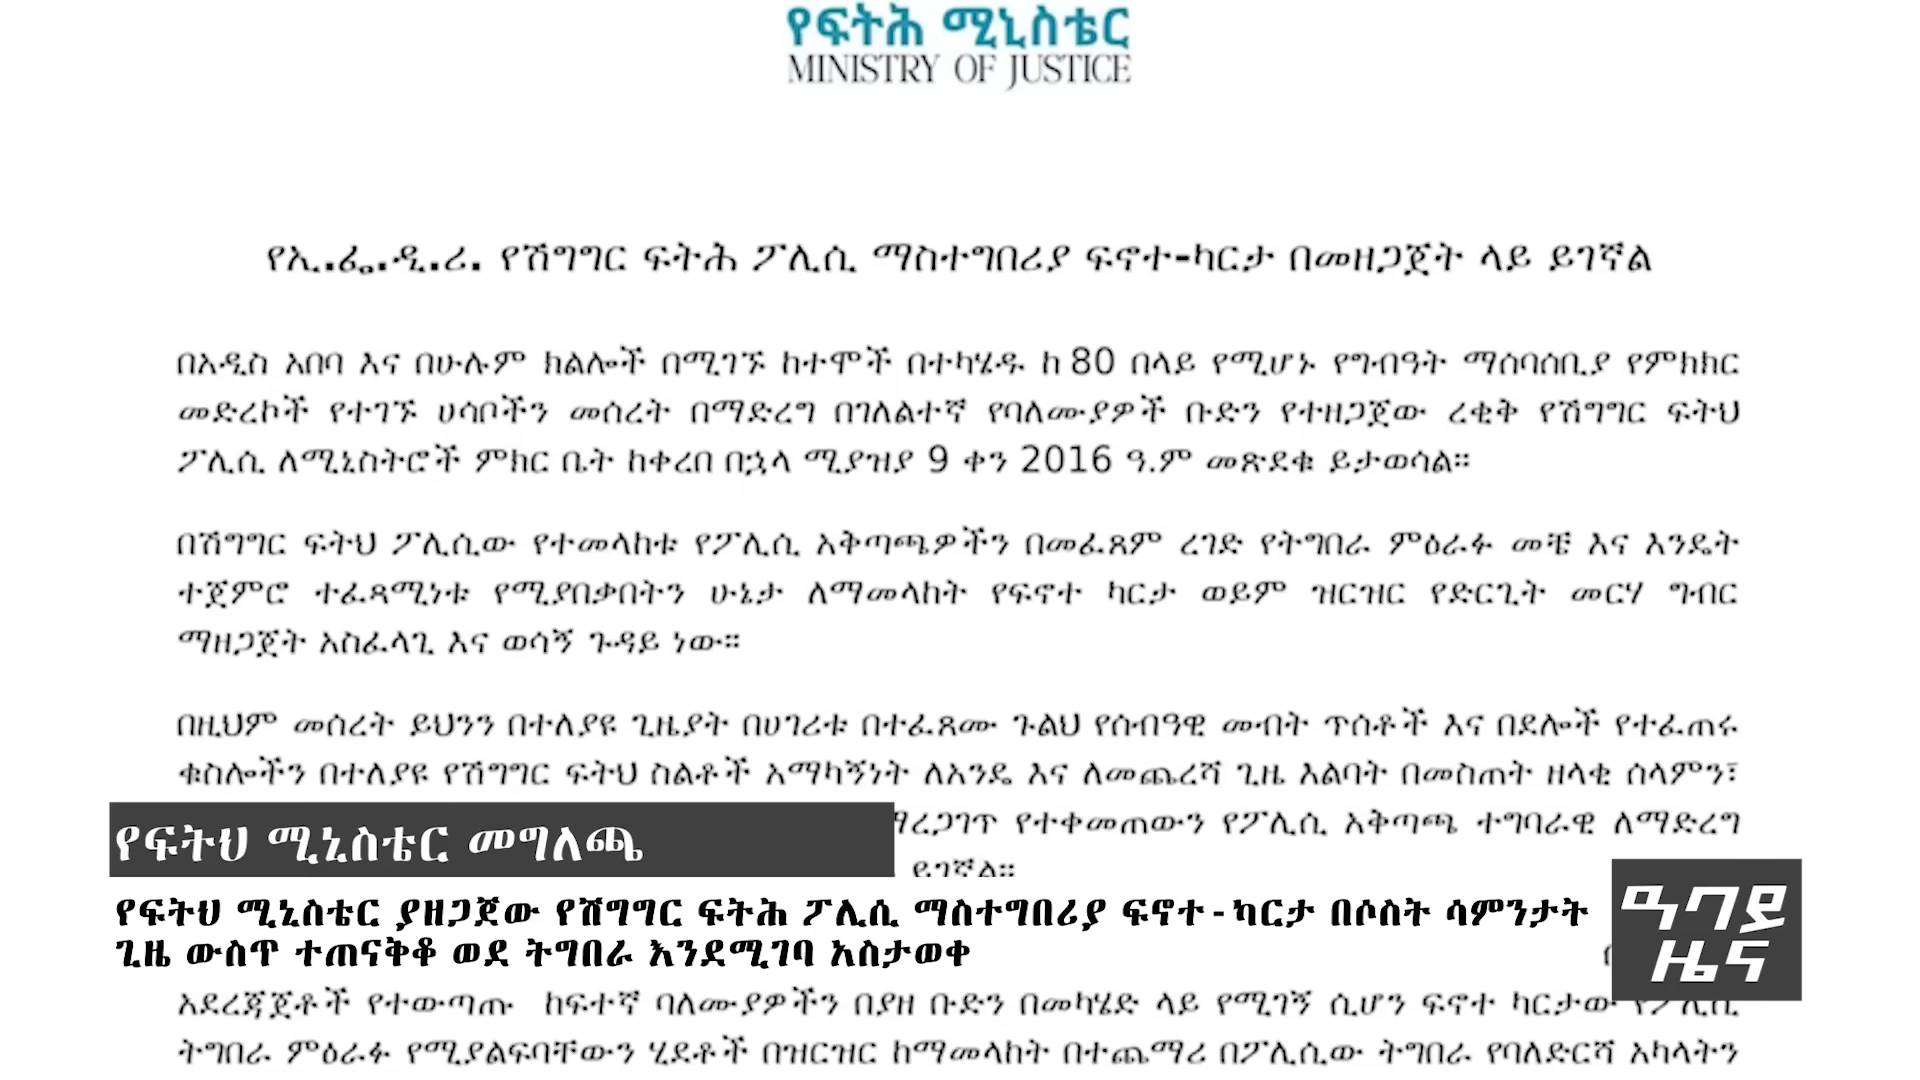 የፍትሕ ሚኒስቴር
MINISTRY OF JUSTICE
የኢ.ፌ.ዲ.ሪ. የሽግግር ፍትሕ ፖሊሲ ማስተግበሪያ ፍኖተ-ካርታ በመዘጋጀት ላይ ይገኛል
በአዲስ አበባ እና በሁሉም ክልሎች በሚገኙ ከተሞች በተካሄዱ ከ 80 በላይ የሚሆኑ የግብዓት ማሰባሰቢያ የምክክር
መድረኮች የተገኙ ሀሳቦችን መሰረት በማድረግ በገለልተኛ የባለሙያዎች ቡድን የተዘጋጀው ረቂቅ የሽግግር ፍትህ
ፖሊሲ ለሚኒስትሮች ምክር ቤት ከቀረበ በኋላ ሚያዝያ 9 ቀን 2016 ዓ.ም መጽደቁ ይታወሳል።
በሽግግር ፍትህ ፖሊሲው የተመላከቱ የፖሊሲ አቅጣጫዎችን በመፈጸም ረገድ የትግበራ ምዕራፉ መቼ እና እንዴት
ተጀምሮ ተፈጻሚነቱ የሚያበቃበትን ሁኔታ ለማመላከት የፍኖተ ካርታ ወይም ዝርዝር የድርጊት መርሃ ግብር
ማዘጋጀት አስፈላጊ እና ወሳኝ ጉዳይ ነው።
በዚህም መሰረት ይህንን በተለያዩ ጊዜያት በሀገሪቱ በተፈጸሙ ጉልህ የሰብዓዊ መብት ጥሰቶች እና በደሎች የተፈጠሩ
ቁስሎችን በተለያዩ የሽግግር ፍትህ ስልቶች አማካኝነት ለአንዴ እና ለመጨረሻ ጊዜ እልባት በመስጠት ዘላቂ ሰላምን፣
ማረጋገጥ የተቀመጠውን የፖሊሲ አቅጣጫ ተግባራዊ ለማድረግ
ይገኛል።
የፍትህ ሚኒስቴር መግለጫ
የፍትህ ሚኒስቴር ያዘጋጀው የሽግግር ፍትሕ ፖሊሲ ማስተግበሪያ ፍኖተ-ካርታ በሶስት ሳምንታት
ጊዜ ውስጥ ተጠናቅቆ ወደ ትግበራ እንደሚገባ አስታወቀ
ዓባይ
ዜና
አደረጃጀቶች የተውጣጡ ከፍተኛ ባለሙያዎችን በያዘ ቡድን በመካሄድ ላይ የሚገኝ ሲሆን ፍኖተ ካርታው የፖሊሲ
ትግበራ ምዕራፉ የሚያልፍባቸውን ሂደቶች በዝርዝር ከማመላከት በተጨማሪ በፖሊሲው ትግበራ የባለድርሻ አካላትን